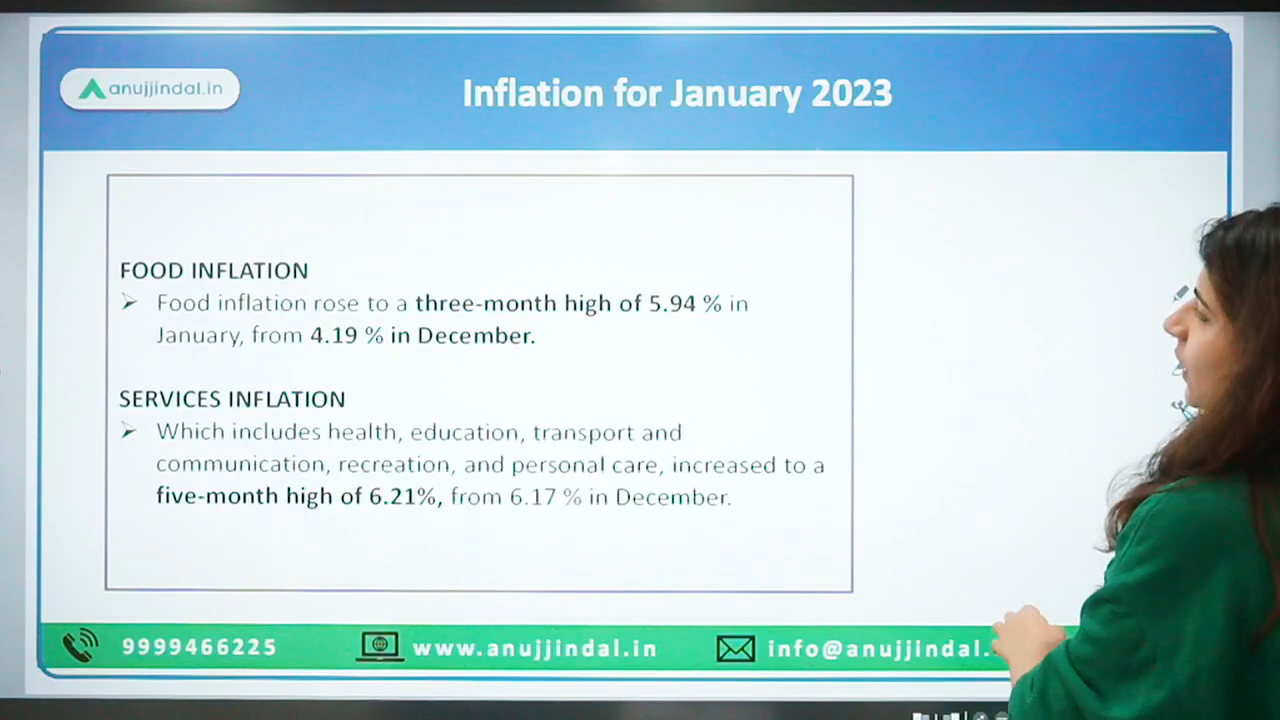 anujjindal.in
Inflation for January 2023
FOOD INFLATION
Food inflation rose to a three-month high of 5.94 % in
January, from 4.19 % in December.
SERVICES INFLATION
Which includes health, education, transport and
communication, recreation, and personal care, increased to a
five-month high of 6.21%, from 6.17 % in December.
9999466225
www.anujjindal.in
info@anujjindal.